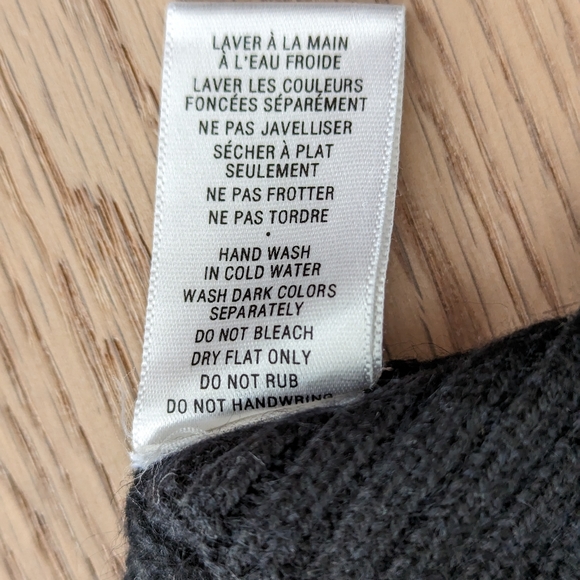 LAVER À LA MAIN
À L'EAU FROIDE
LAVER LES COULEURS
FONCÉES SÉPARÉMENT
NE PAS JAVELLISER
SÉCHER À PLAT
SEULEMENT
NE PAS FROTTER
NE PAS TORDRE
•
HAND WASH
IN COLD WATER
WASH DARK COLORS
SEPARATELY
DO NOT BLEACH
DRY FLAT ONLY
DO NOT RUB
DO NOT HANDWRING